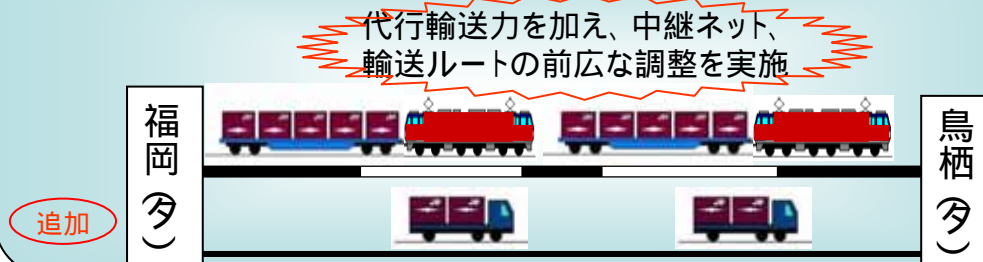 代行輸送力を加え、中継ネット、
輸送ルートの前広な調整を実施
福岡(タ)
鳥栖(タ)
追加